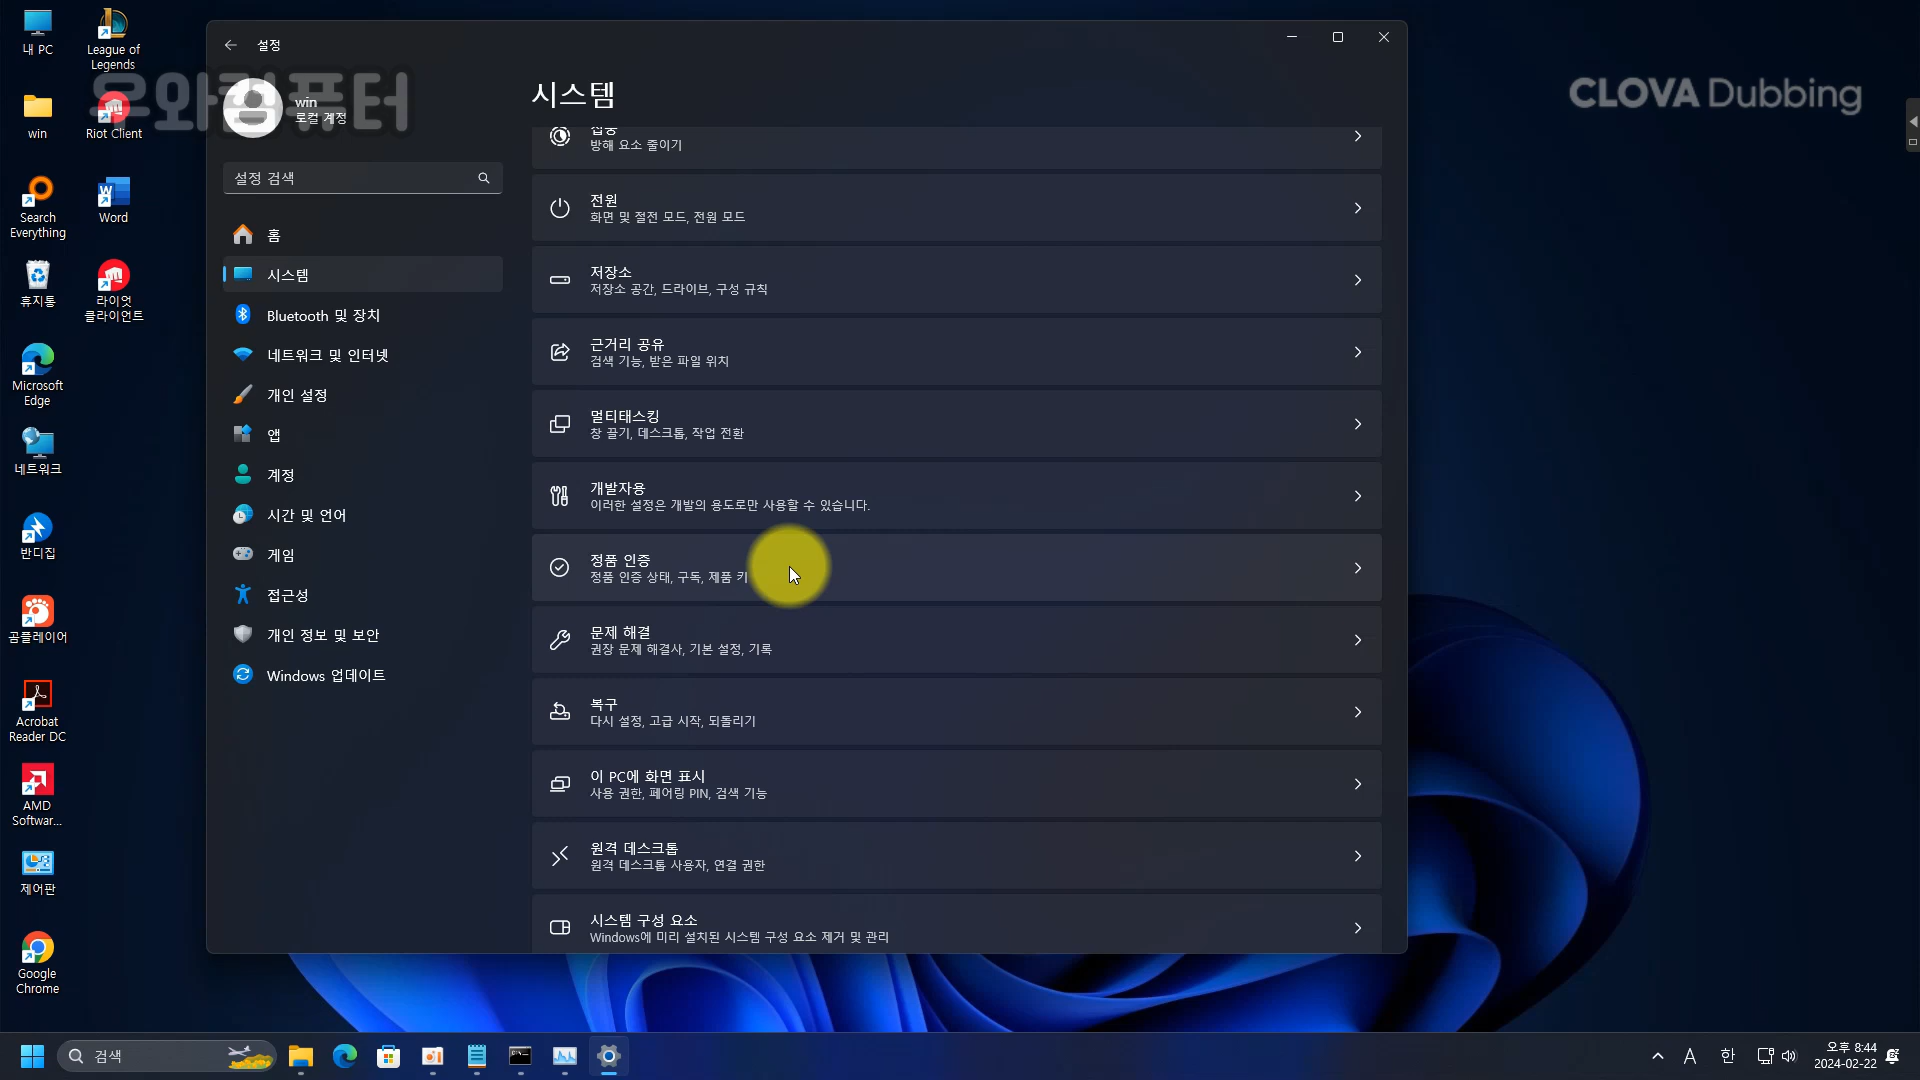 내 PC
League of
Legends
win
Riot Client
Search
Everything
Word
휴지통
라이엇
클라이언트
Microsoft
Edge
네트워크
반디집
곰플레이어
Acrobat
Reader DC
AMD
Softwar...
제어판
Google
Chrome
우와컴퓨터
CLOVA Dubbing
설정
win
로컬 계정
설정 검색
홈
시스템
Bluetooth 및 장치
네트워크 및 인터넷
개인 설정
앱
계정
시간 및 언어
게임
접근성
개인 정보 및 보안
Windows 업데이트
시스템
집중
방해 요소 줄이기
전원
화면 및 절전 모드, 전원 모드
저장소
저장소 공간, 드라이브, 구성 규칙
근거리 공유
검색 기능, 받은 파일 위치
멀티태스킹
창 끌기, 데스크톱, 작업 전환
개발자용
이러한 설정은 개발의 용도로만 사용할 수 있습니다.
정품 인증
정품 인증 상태, 구독, 제품 키
문제 해결
권장 문제 해결사, 기본 설정, 기록
복구
다시 설정, 고급 시작, 되돌리기
이 PC에 화면 표시
사용 권한, 페어링 PIN, 검색 기능
원격 데스크톱
원격 데스크톱 사용자, 연결 권한
시스템 구성 요소
Windows에 미리 설치된 시스템 구성 요소 제거 및 관리
검색
A
한
오후 8:44
2024-02-22